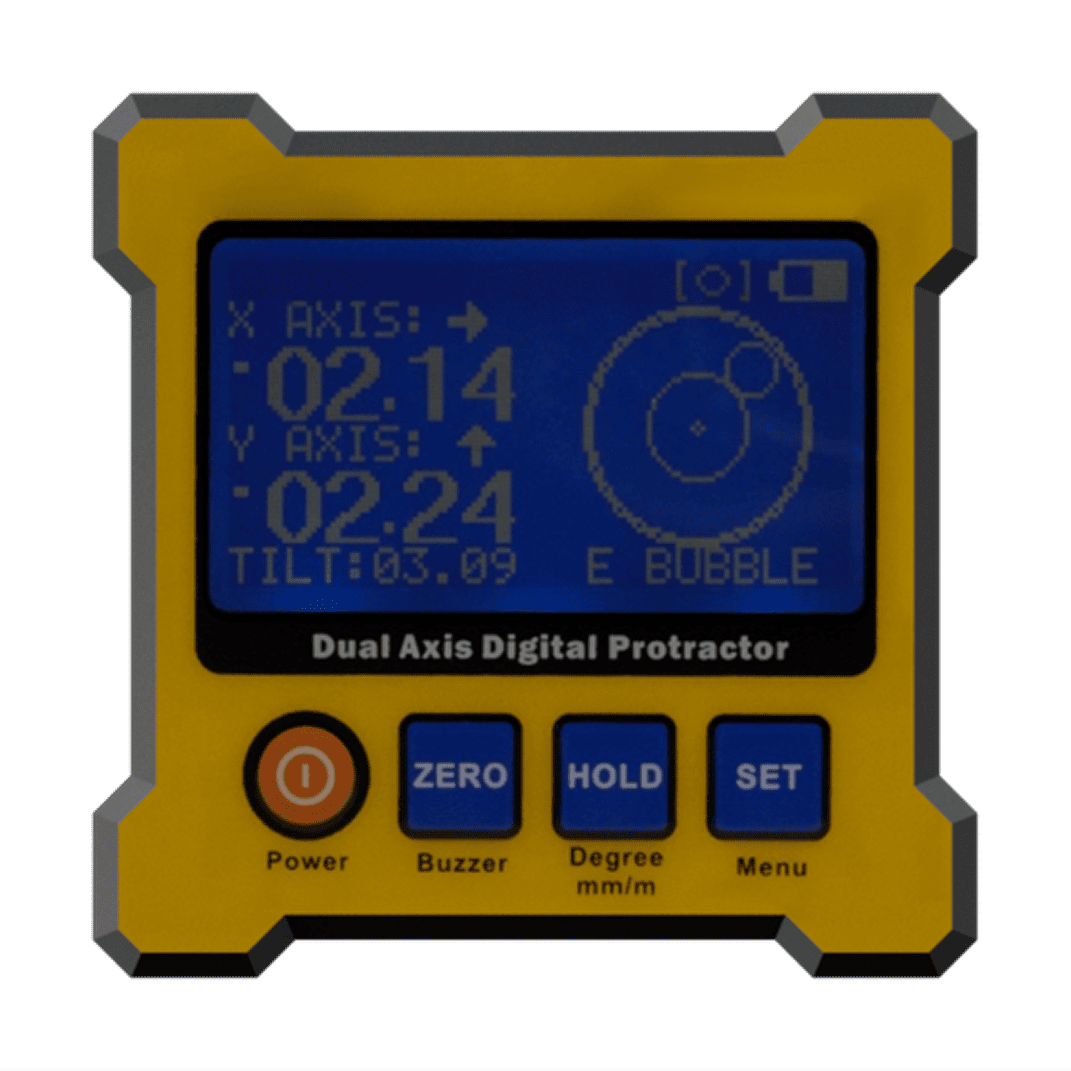 X AXIS:
-02.14
Y AXIS:
-02.24
TILT:03.09
E BUBBLE
Dual Axis Digital Protractor
ZERO
HOLD
SET
Power
Buzzer
Degree
mm/m
Menu